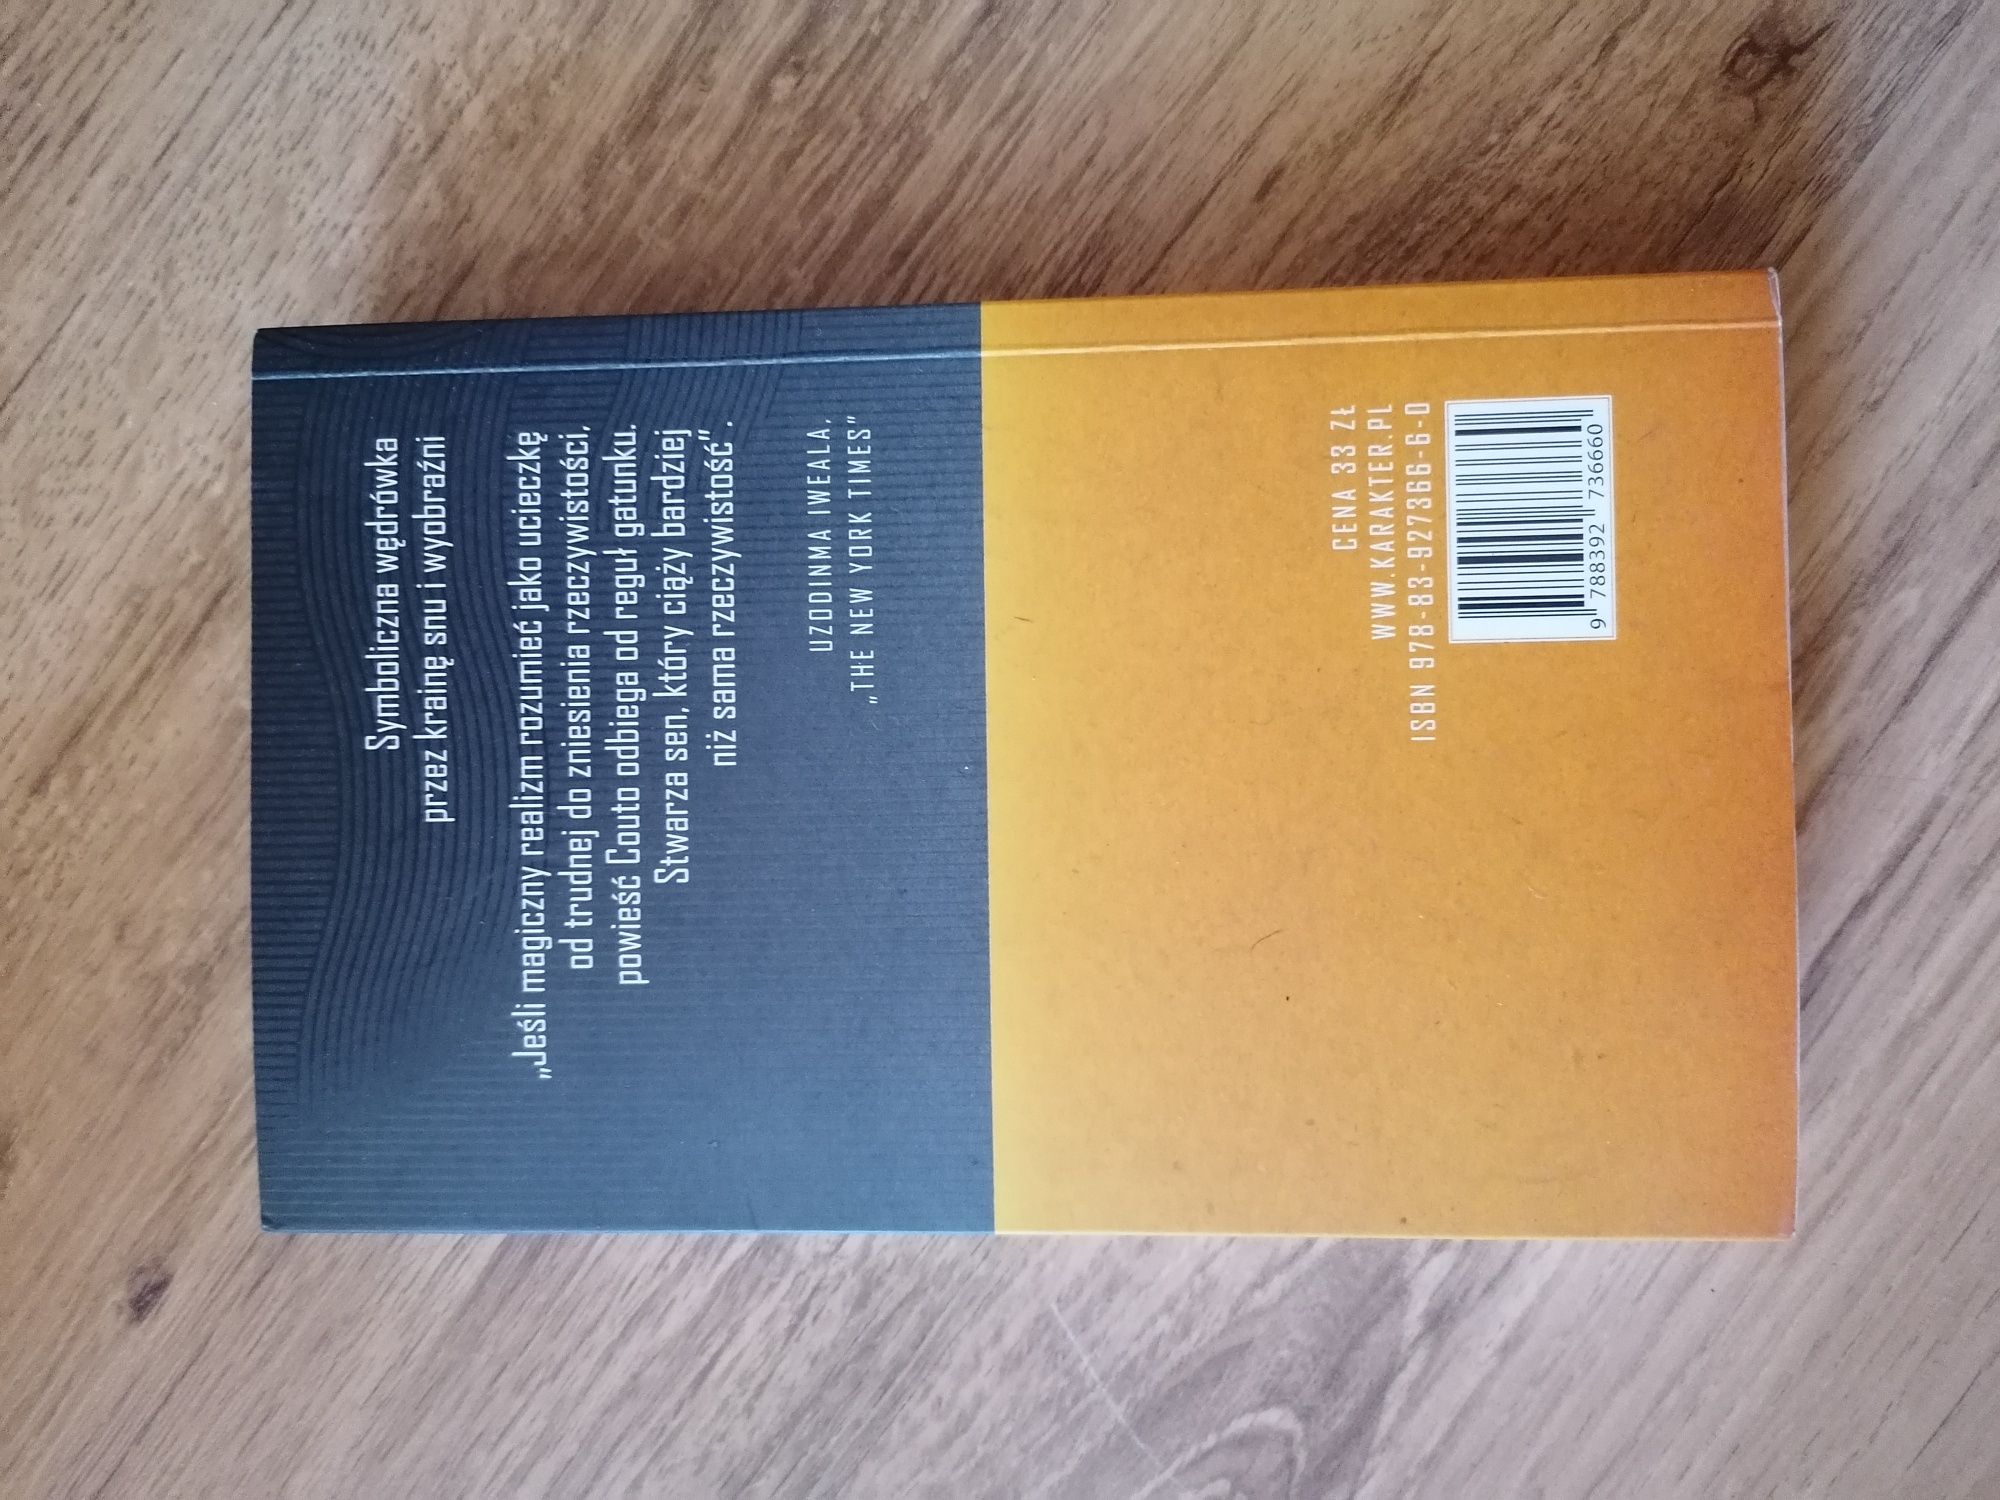 Symboliczna wędrówka
przez krainę snu i wyobraźni
„Jeśli magiczny realizm rozumieć jako ucieczkę
od trudnej do zniesienia rzeczywistości,
powieść Couto odbiega od reguł gatunku.
Stwarza sen, który ciąży bardziej
niż sama rzeczywistość”.
UZODINMA IWEALA,
„THE NEW YORK TIMES”
CENA 33 ZŁ
WWW.KARAKTER.PL
ISBN 978-83-927366-6-0
9 788392 736660